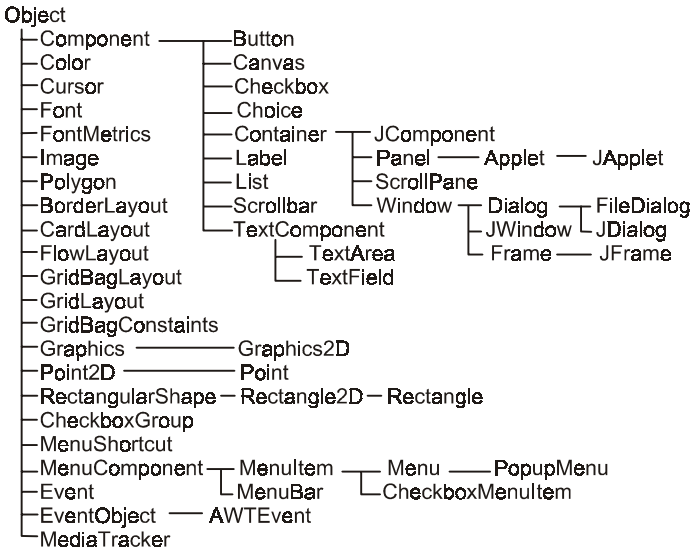 Object
Component Button
Color Canvas
Cursor Checkbox
Font Choice
FontMetrics Container JComponent
Image Label Panel Applet JApplet
Polygon List ScrollPane
BorderLayout Scrollbar Window Dialog FileDialog
CardLayout TextComponent JWindow JDialog
FlowLayout TextArea Frame JFrame
GridBagLayout TextField
GridLayout
GridBagConstaints
Graphics Graphics2D
Point2D Point
RectangularShape Rectangle2D Rectangle
CheckboxGroup
MenuShortcut
MenuComponent MenuItem Menu PopupMenu
Event MenuBar CheckboxMenuItem
EventObject AWTEvent
MediaTracker